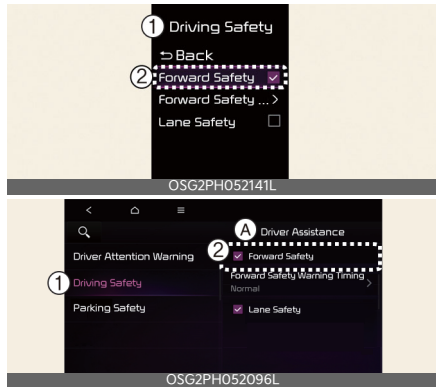 ① Driving Safety
⮌ Back
② Forward Safety
Forward Safety ... >
Lane Safety
OSG2PH052141L
Ⓐ Driver Assistance
Driver Attention Warning
② Forward Safety
① Driving Safety
Forward Safety Warning Timing >
Normal
Parking Safety
Lane Safety
OSG2PH052096L